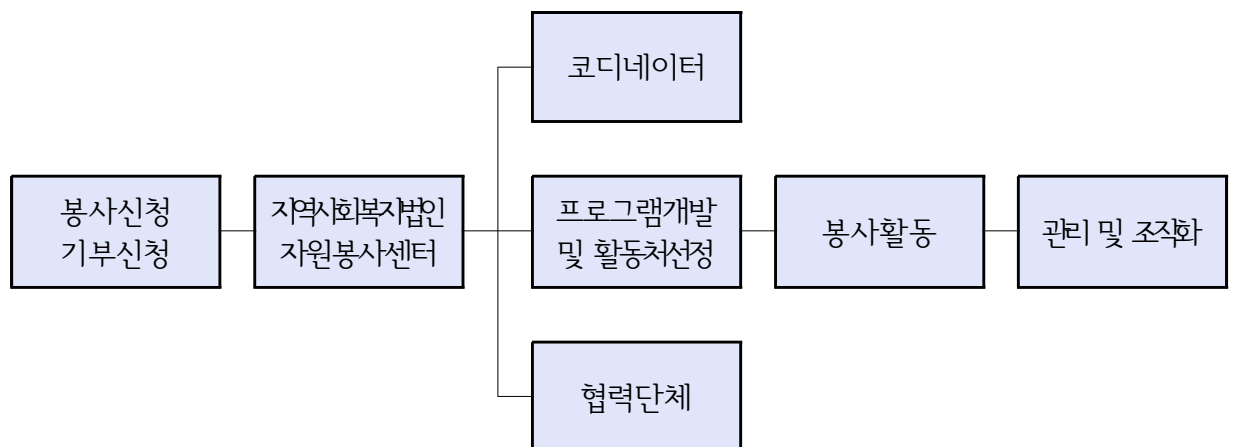 코디네이터
봉사신청
기부신청
지역사회복지법인
자원봉사센터
프로그램개발
및 활동처선정
봉사활동
관리 및 조직화
협력단체